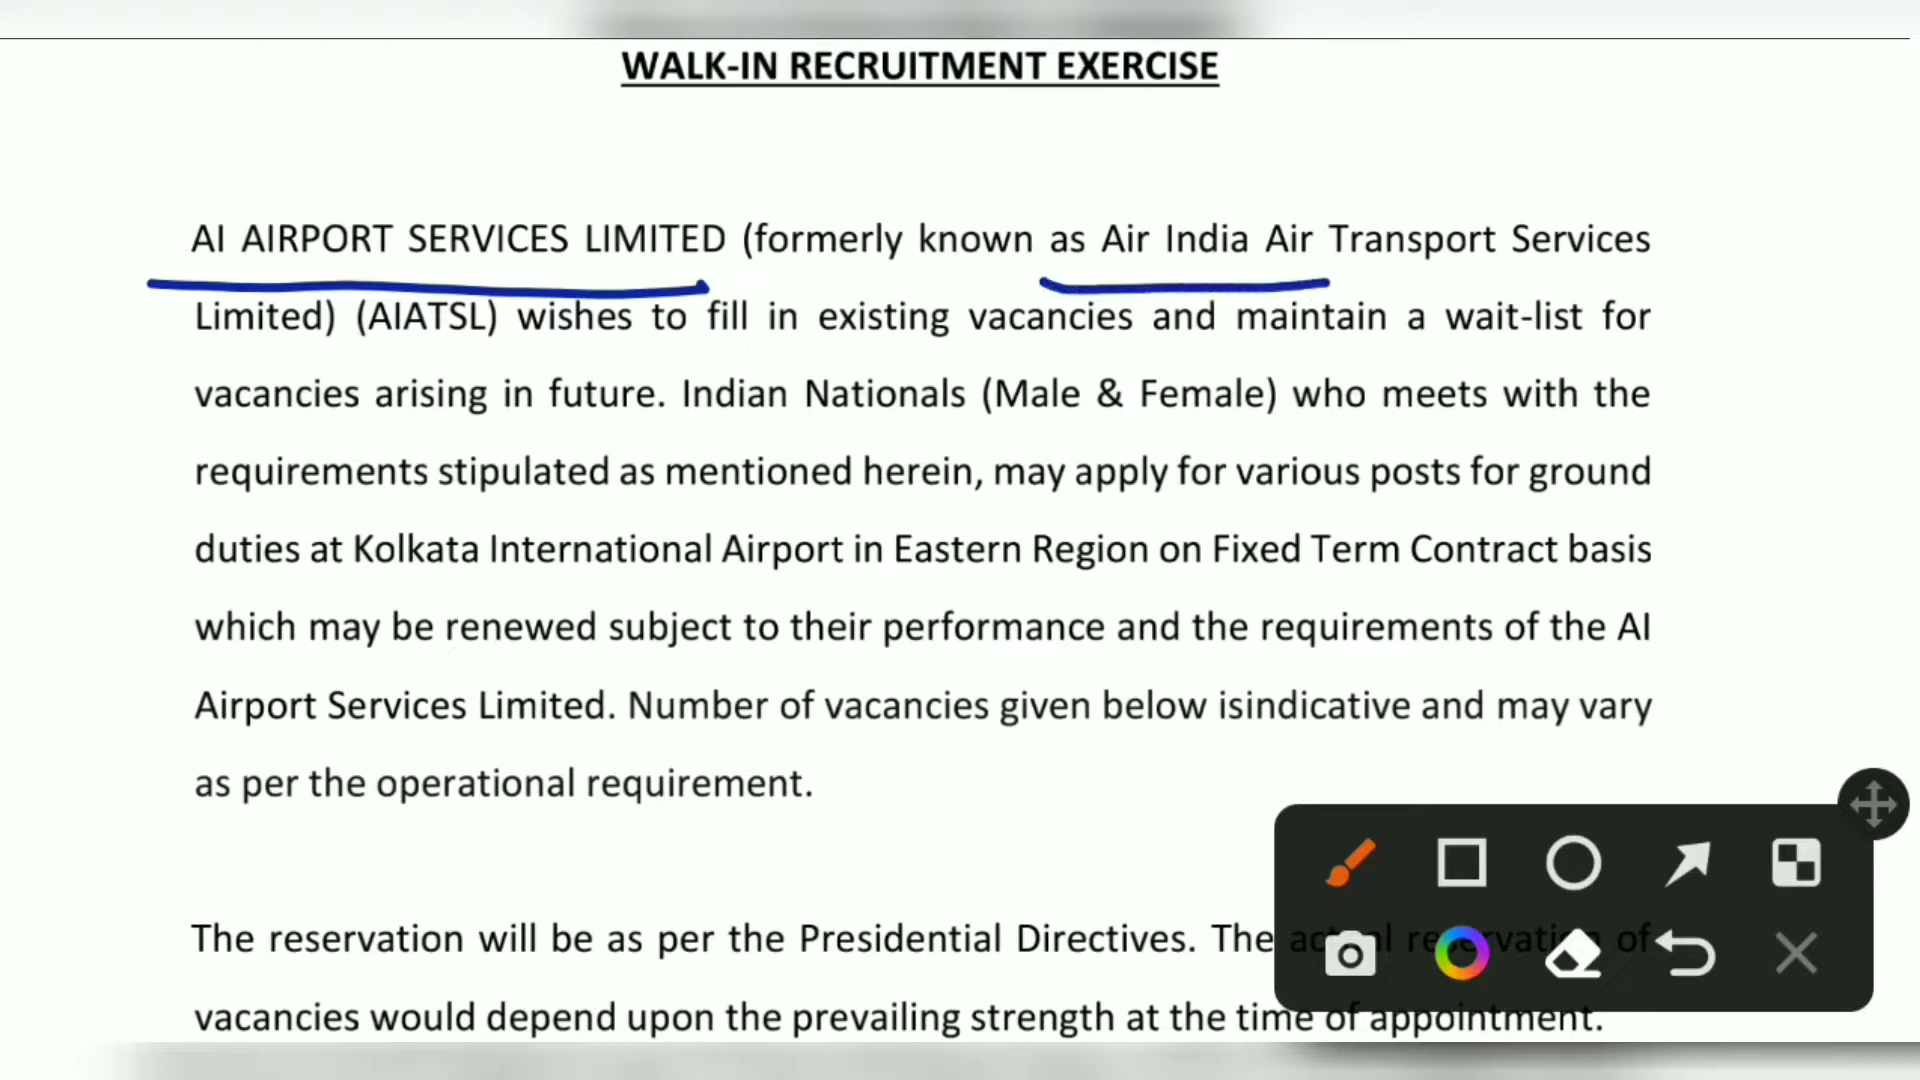 WALK-IN RECRUITMENT EXERCISE
AI AIRPORT SERVICES LIMITED (formerly known as Air India Air Transport Services
Limited) (AIATSL) wishes to fill in existing vacancies and maintain a wait-list for
vacancies arising in future. Indian Nationals (Male & Female) who meets with the
requirements stipulated as mentioned herein, may apply for various posts for ground
duties at Kolkata International Airport in Eastern Region on Fixed Term Contract basis
which may be renewed subject to their performance and the requirements of the AI
Airport Services Limited. Number of vacancies given below isindicative and may vary
as per the operational requirement.
The reservation will be as per the Presidential Directives. The actual reservation of
vacancies would depend upon the prevailing strength at the time of appointment.